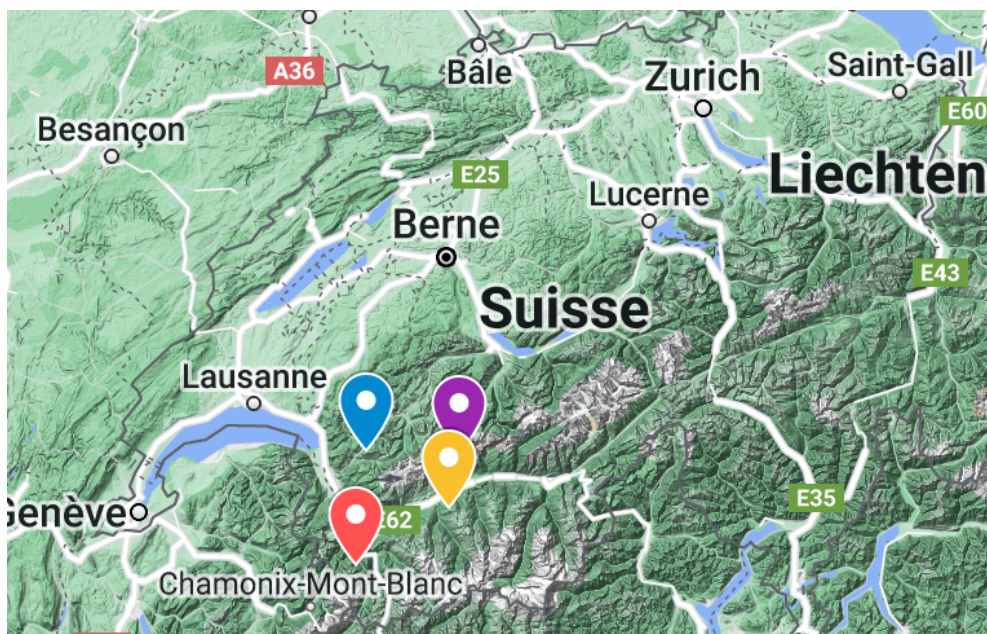 A36
Bâle
Zurich
Saint-Gall
E60
Besançon
E25
Lucerne
Liechten
Berne
E43
Suisse
Lausanne
E35
Genève
E62
Chamonix-Mont-Blanc